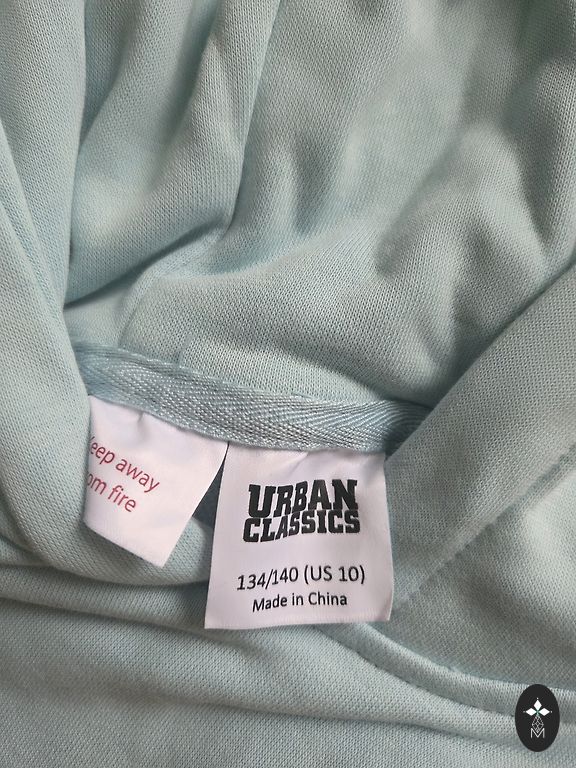 eep away
om fire
URBAN
CLASSICS
134/140 (US 10)
Made in China
M